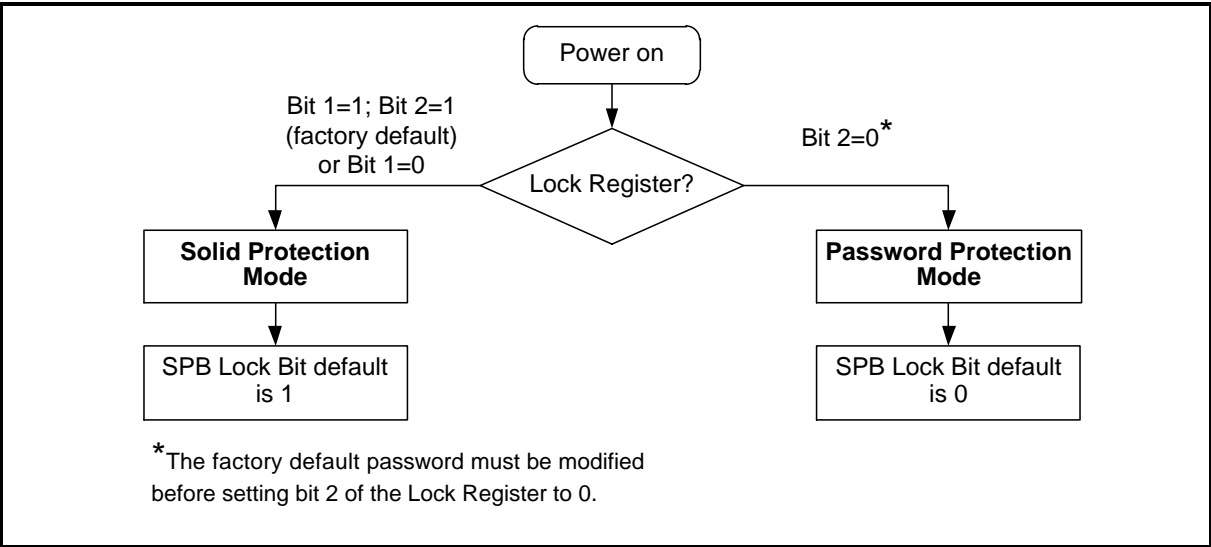 Power on
Bit 1=1; Bit 2=1
(factory default)
or Bit 1=0
Bit 2=0*
Lock Register?
Solid Protection
Mode
Password Protection
Mode
SPB Lock Bit default
is 1
SPB Lock Bit default
is 0
*The factory default password must be modified
before setting bit 2 of the Lock Register to 0.